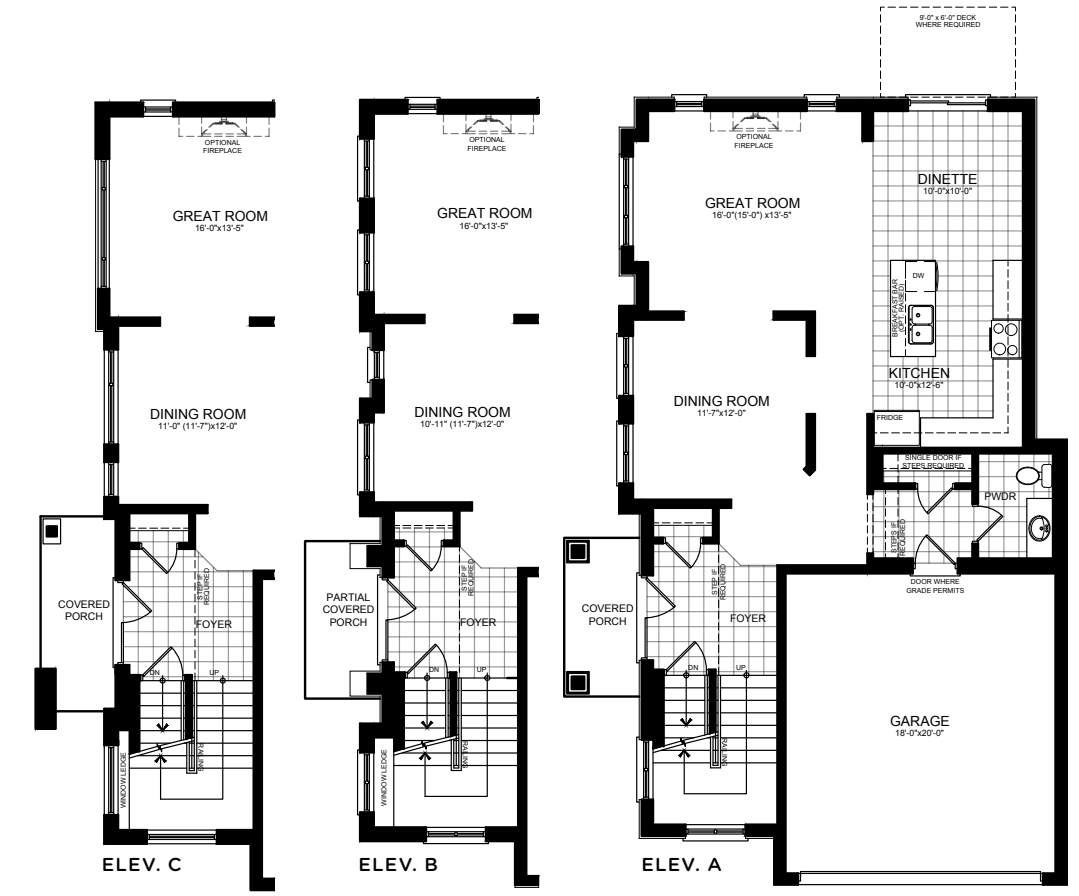 9'-0" x 6'-0" DECK
WHERE REQUIRED
OPTIONAL
FIREPLACE
GREAT ROOM
16'-0"x13'-5"
DINING ROOM
11'-0" (11'-7")x12'-0"
COVERED
PORCH
STEP IF
REQUIRED
FOYER
DN
UP
RAILING
WINDOW LEDGE
ELEV. C
OPTIONAL
FIREPLACE
GREAT ROOM
16'-0"x13'-5"
DINING ROOM
10'-11" (11'-7")x12'-0"
PARTIAL
COVERED
PORCH
STEP IF
REQUIRED
FOYER
DN
UP
RAILING
WINDOW LEDGE
ELEV. B
OPTIONAL
FIREPLACE
GREAT ROOM
16'-0"(15'-0") x13'-5"
DINETTE
10'-0"x10'-0"
DW
BREAKFAST BAR
(OPT. RAISED)
KITCHEN
10'-0"x12'-6"
DINING ROOM
11'-7"x12'-0"
FRIDGE
SINGLE DOOR IF
STEPS REQUIRED
PWDR
STEPS IF
REQUIRED
DOOR WHERE
GRADE PERMITS
COVERED
PORCH
STEP IF
REQUIRED
FOYER
DN
UP
RAILING
GARAGE
18'-0"x20'-0"
ELEV. A